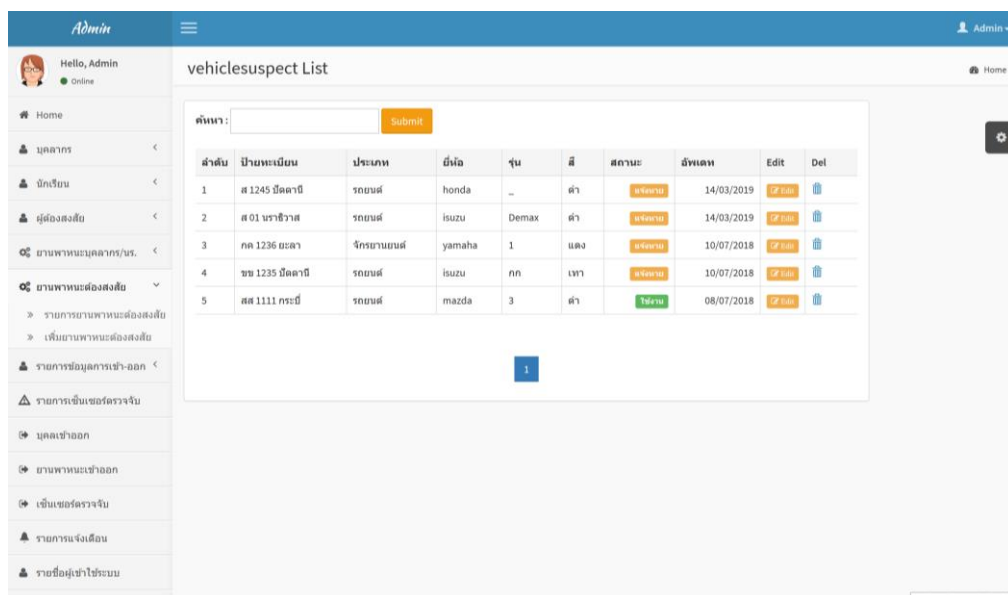 Admin
Admin
Hello, Admin
Online
vehiclesuspect List
Home
Home
บุคลากร
นักเรียน
ผู้ต้องสงสัย
ยานพาหนะบุคลากร/นร.
ยานพาหนะต้องสงสัย
» รายการยานพาหนะต้องสงสัย
» เพิ่มยานพาหนะต้องสงสัย
รายการข้อมูลการเข้า-ออก
รายการเซ็นเซอร์ตรวจจับ
บุคคลเข้าออก
ยานพาหนะเข้าออก
เซ็นเซอร์ตรวจจับ
รายการแจ้งเตือน
รายชื่อผู้เข้าใช้ระบบ
ค้นหา : Submit
ลำดับ ป้ายทะเบียน ประเภท ยี่ห้อ รุ่น สี สถานะ อัพเดท Edit Del
1 ส 1245 ปัตตานี รถยนต์ honda _ ดำ แจ้งหาย 14/03/2019 Edit
2 ส 01 นราธิวาส รถยนต์ isuzu Demax ดำ แจ้งหาย 14/03/2019 Edit
3 กค 1236 ยะลา จักรยานยนต์ yamaha 1 แดง แจ้งหาย 10/07/2018 Edit
4 ขข 1235 ปัตตานี รถยนต์ isuzu กก เทา แจ้งหาย 10/07/2018 Edit
5 สส 1111 กระบี่ รถยนต์ mazda 3 ดำ ใช้งาน 08/07/2018 Edit
1